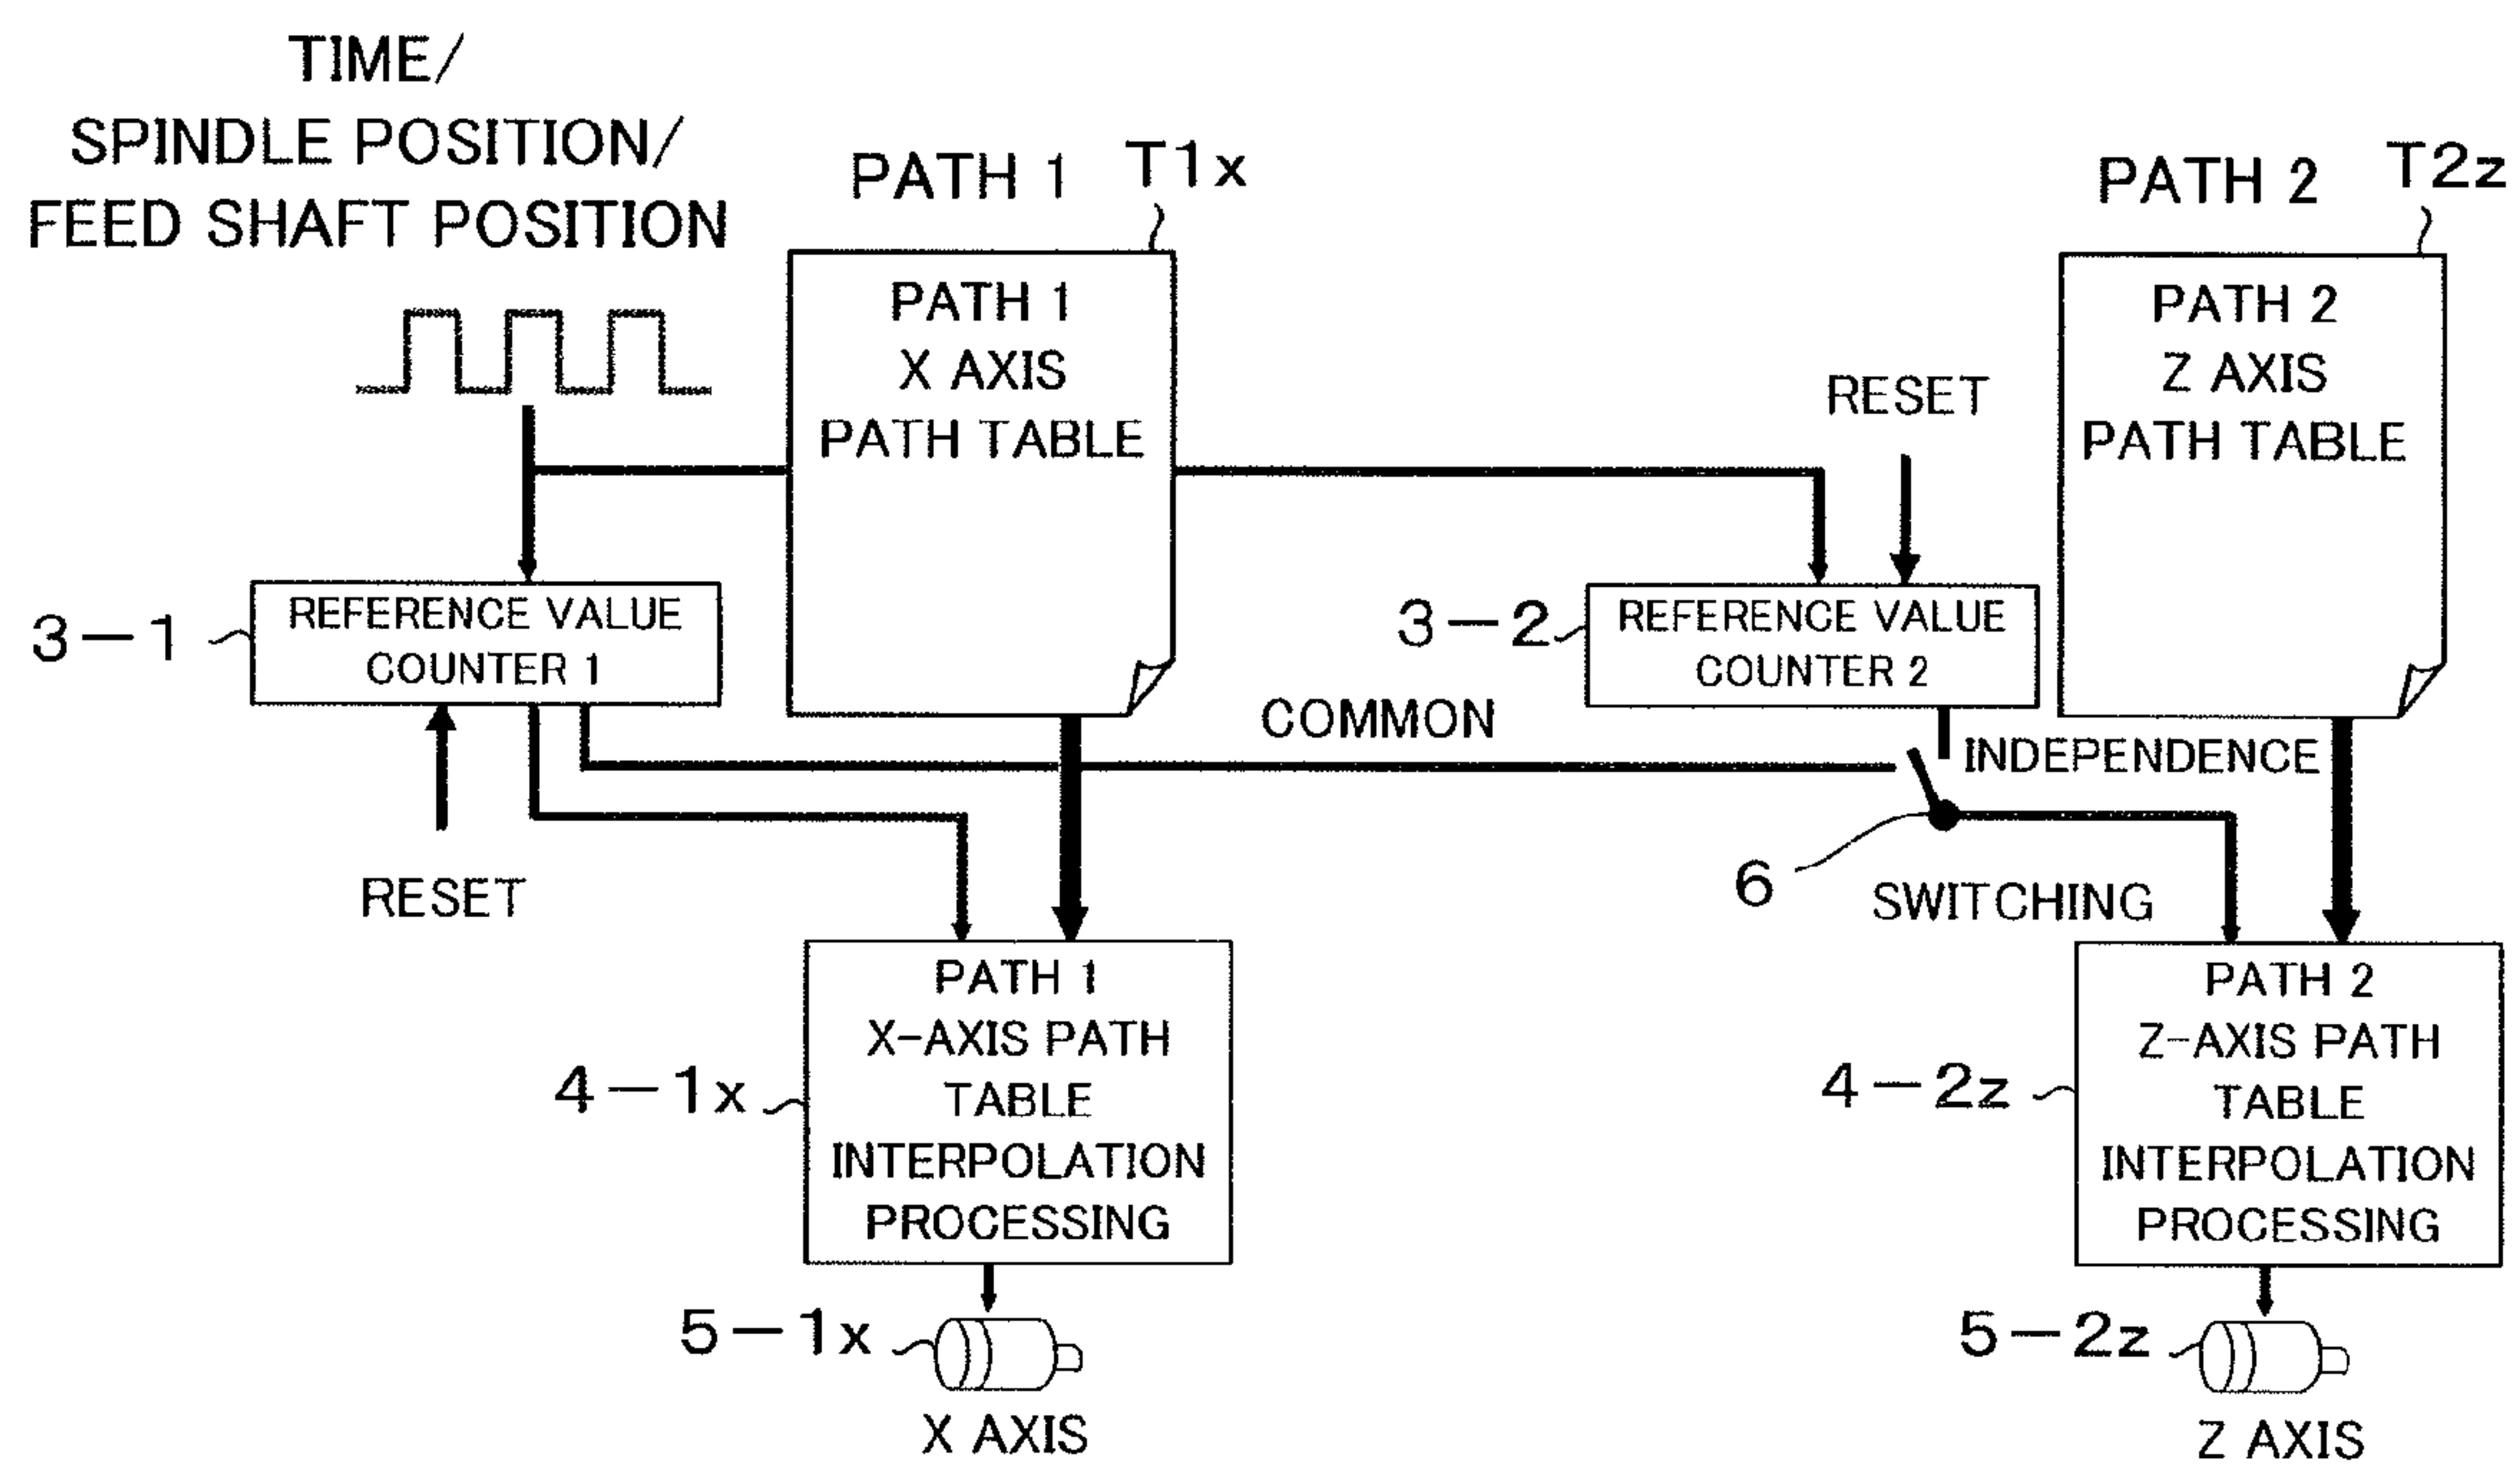 TIME/
SPINDLE POSITION/
FEED SHAFT POSITION
PATH 1
T1x
PATH 2
T2z
PATH 1
X AXIS
PATH TABLE
RESET
PATH 2
Z AXIS
PATH TABLE
3-1
REFERENCE VALUE
COUNTER 1
3-2
REFERENCE VALUE
COUNTER 2
COMMON
INDEPENDENCE
RESET
6
SWITCHING
4-1x
PATH 1
X-AXIS PATH
TABLE
INTERPOLATION
PROCESSING
4-2z
PATH 2
Z-AXIS PATH
TABLE
INTERPOLATION
PROCESSING
5-1x
X AXIS
5-2z
Z AXIS